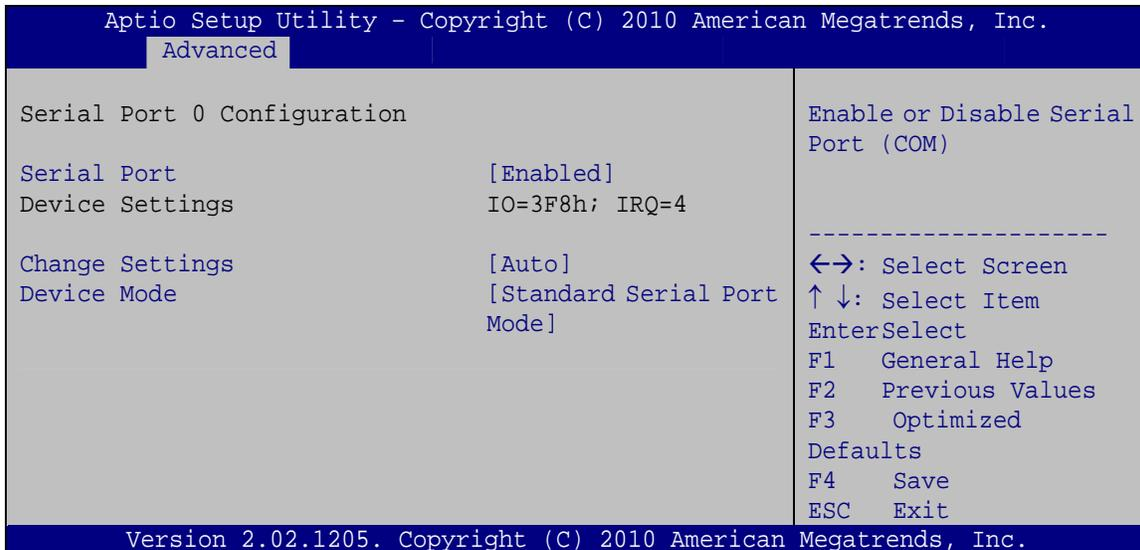 Aptio Setup Utility – Copyright (C) 2010 American Megatrends, Inc.
Advanced
Serial Port 0 Configuration
Serial Port [Enabled]
Device Settings IO=3F8h; IRQ=4
Change Settings [Auto]
Device Mode [Standard Serial Port
Mode]
Enable or Disable Serial
Port (COM)
---------------------
←→: Select Screen
↑ ↓: Select Item
EnterSelect
F1 General Help
F2 Previous Values
F3 Optimized
Defaults
F4 Save
ESC Exit
Version 2.02.1205. Copyright (C) 2010 American Megatrends, Inc.